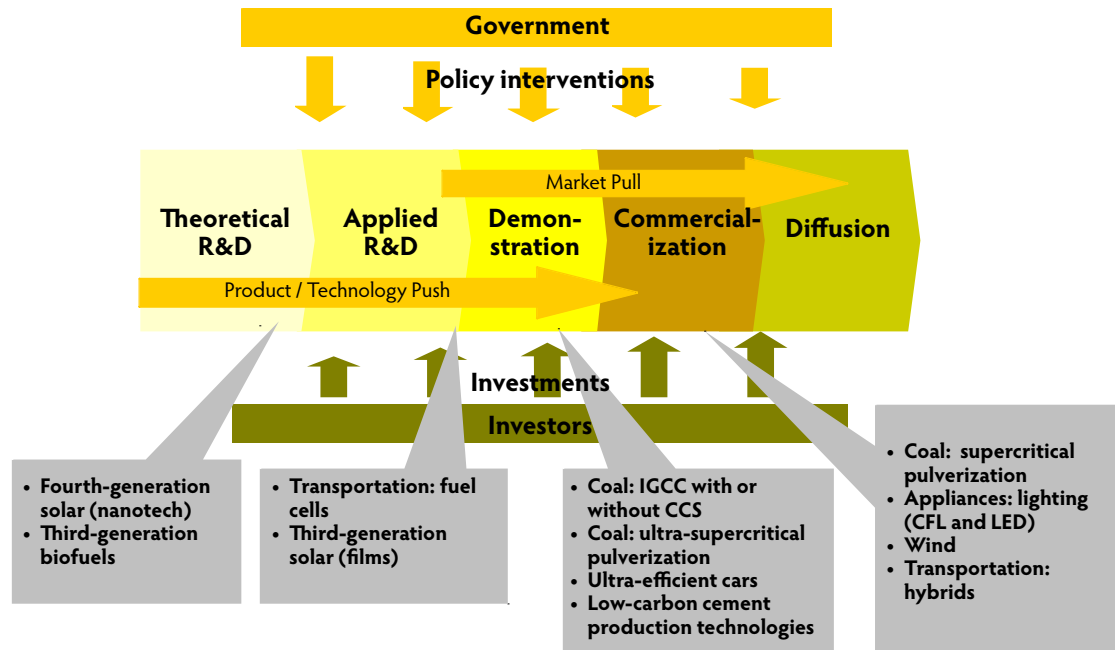 Government
Policy interventions
Market Pull
Theoretical
R&D
Applied
R&D
Demon-
stration
Commercial-
ization
Diffusion
Product / Technology Push
Investments
Investors
• Fourth-generation
solar (nanotech)
• Third-generation
biofuels
• Transportation: fuel
cells
• Third-generation
solar (films)
• Coal: IGCC with or
without CCS
• Coal: ultra-supercritical
pulverization
• Ultra-efficient cars
• Low-carbon cement
production technologies
• Coal: supercritical
pulverization
• Appliances: lighting
(CFL and LED)
• Wind
• Transportation:
hybrids